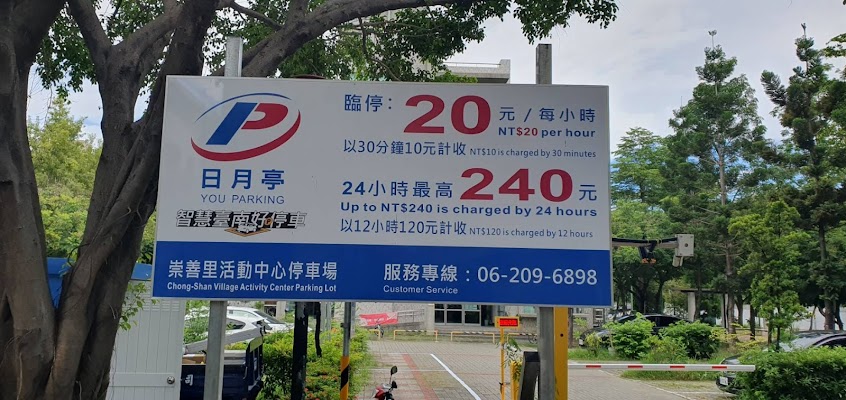 P
日月亭
YOU PARKING
智慧臺南好停車
臨停：20元／每小時
NT$20 per hour
以30分鐘10元計收 NT$10 is charged by 30 minutes
24小時最高240元
Up to NT$240 is charged by 24 hours
以12小時120元計收 NT$120 is charged by 12 hours
崇善里活動中心停車場
Chong-Shan Village Activity Center Parking Lot
服務專線：06-209-6898
Customer Service